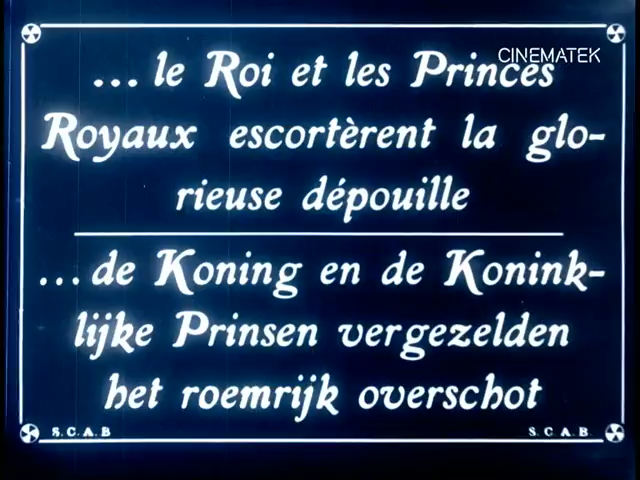 CINEMATEK
... le Roi et les Princes
Royaux escortèrent la glo-
rieuse dépouille
... de Koning en de Konink-
lijke Prinsen vergezelden
het roemrijk overschot
S.C.A.B
S.C.A.B.